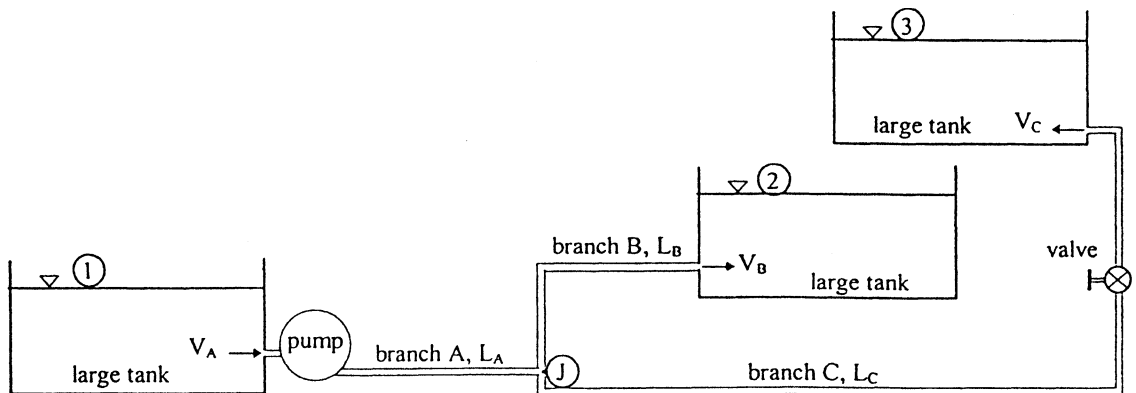 3
large tank V_C
2
branch B, L_B
V_B
large tank
valve
1
V_A
pump
branch A, L_A
large tank
J
branch C, L_C